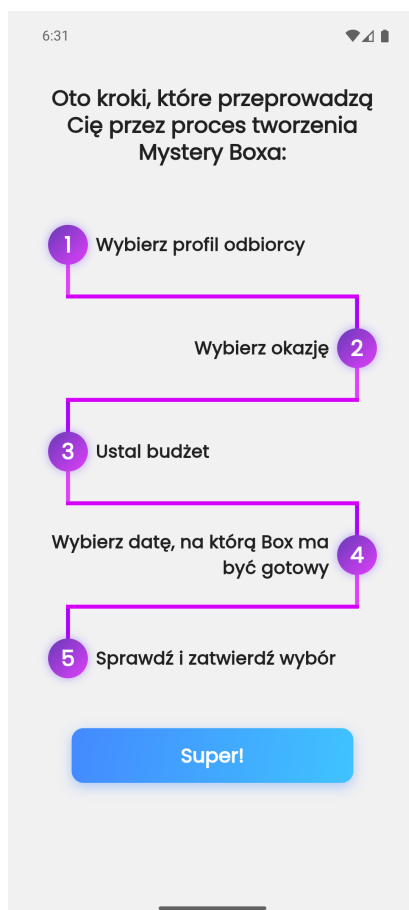 6:31
Oto kroki, które przeprowadzą
Cię przez proces tworzenia
Mystery Boxa:
1 Wybierz profil odbiorcy
Wybierz okazję 2
3 Ustal budżet
Wybierz datę, na którą Box ma
być gotowy 4
5 Sprawdź i zatwierdź wybór
Super!